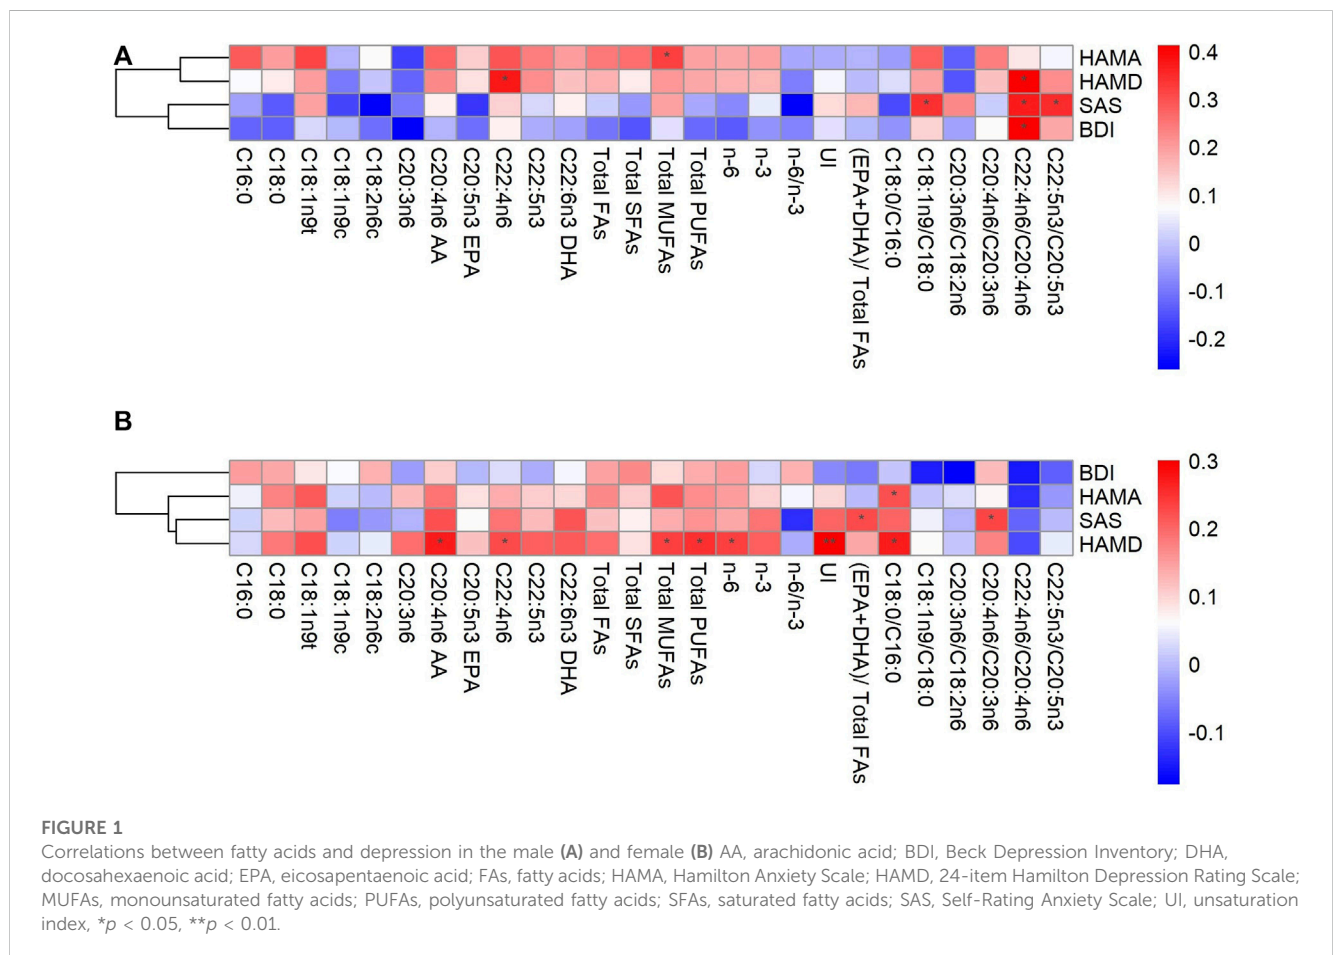 A
HAMA
HAMD
SAS
BDI
*
*
* * *
* *
*
0.4
0.3
0.2
0.1
0
-0.1
-0.2
C16:0
C18:0
C18:1n9t
C18:1n9c
C18:2n6c
C20:3n6
C20:4n6 AA
C20:5n3 EPA
C22:4n6
C22:5n3
C22:6n3 DHA
Total FAs
Total SFAs
Total MUFAs
Total PUFAs
n-6
n-3
n-6/n-3
UI
(EPA+DHA)/ Total FAs
C18:0/C16:0
C18:1n9/C18:0
C20:3n6/C18:2n6
C20:4n6/C20:3n6
C22:4n6/C20:4n6
C22:5n3/C20:5n3
B
BDI
HAMA
SAS
HAMD
0.3
0.2
0.1
0
-0.1
C16:0
C18:0
C18:1n9t
C18:1n9c
C18:2n6c
C20:3n6
C20:4n6 AA
C20:5n3 EPA
C22:4n6
C22:5n3
C22:6n3 DHA
Total FAs
Total SFAs
Total MUFAs
Total PUFAs
n-6
n-3
n-6/n-3
UI
(EPA+DHA)/ Total FAs
C18:0/C16:0
C18:1n9/C18:0
C20:3n6/C18:2n6
C20:4n6/C20:3n6
C22:4n6/C20:4n6
C22:5n3/C20:5n3
FIGURE 1
Correlations between fatty acids and depression in the male (A) and female (B) AA, arachidonic acid; BDI, Beck Depression Inventory; DHA,
docosahexaenoic acid; EPA, eicosapentaenoic acid; FAs, fatty acids; HAMA, Hamilton Anxiety Scale; HAMD, 24-item Hamilton Depression Rating Scale;
MUFAs, monounsaturated fatty acids; PUFAs, polyunsaturated fatty acids; SFAs, saturated fatty acids; SAS, Self-Rating Anxiety Scale; UI, unsaturation
index, *p < 0.05, **p < 0.01.